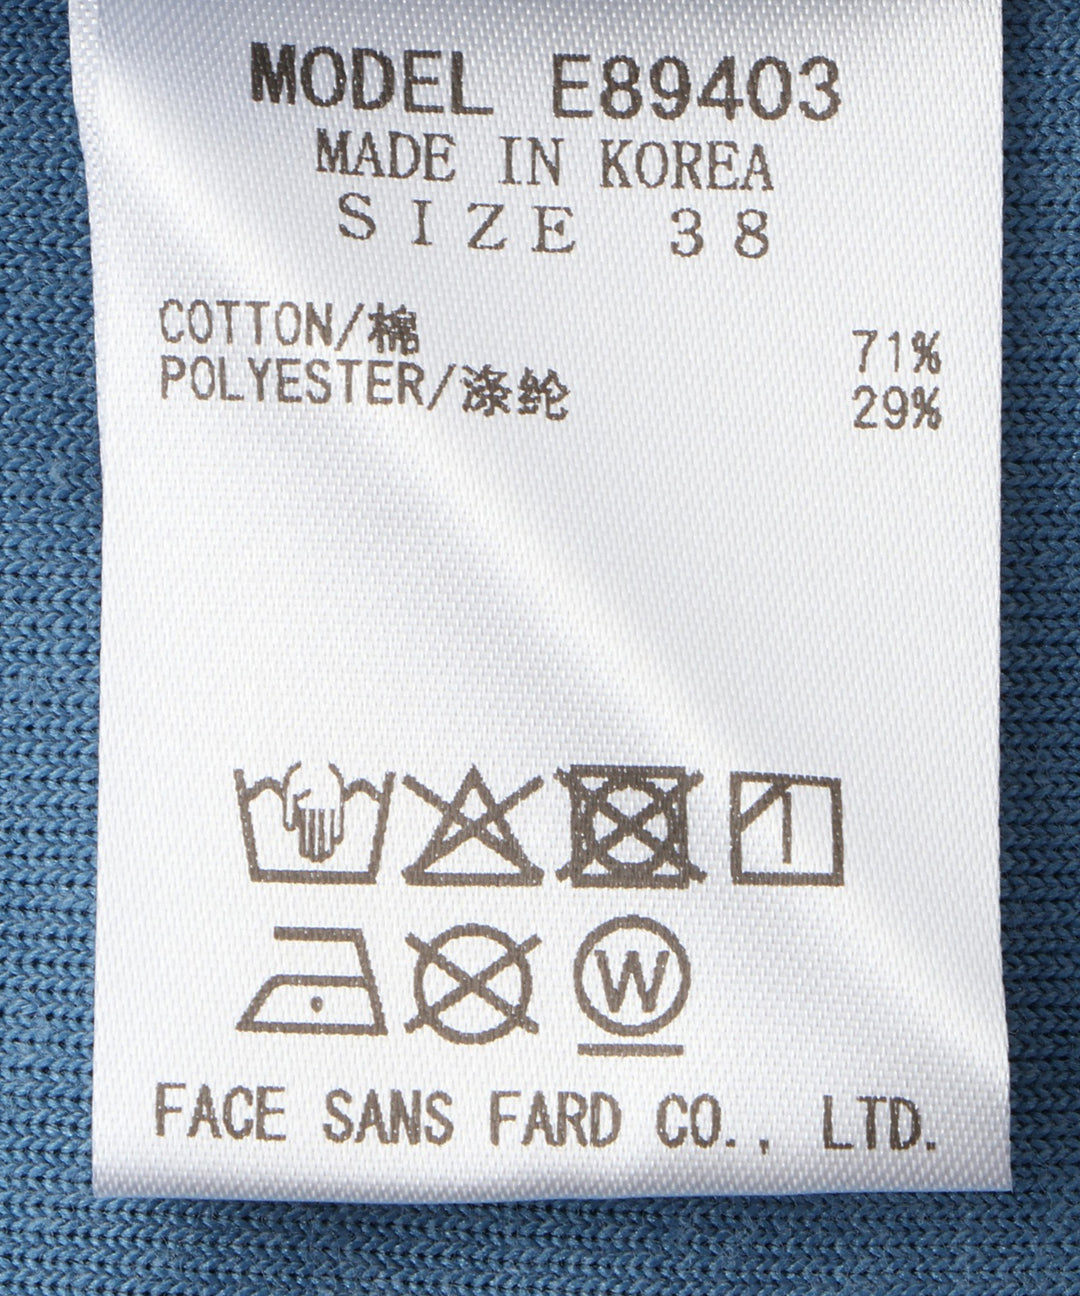 MODEL E89403
MADE IN KOREA
SIZE 38
COTTON/棉 71%
POLYESTER/涤纶 29%
W
FACE SANS FARD CO., LTD.